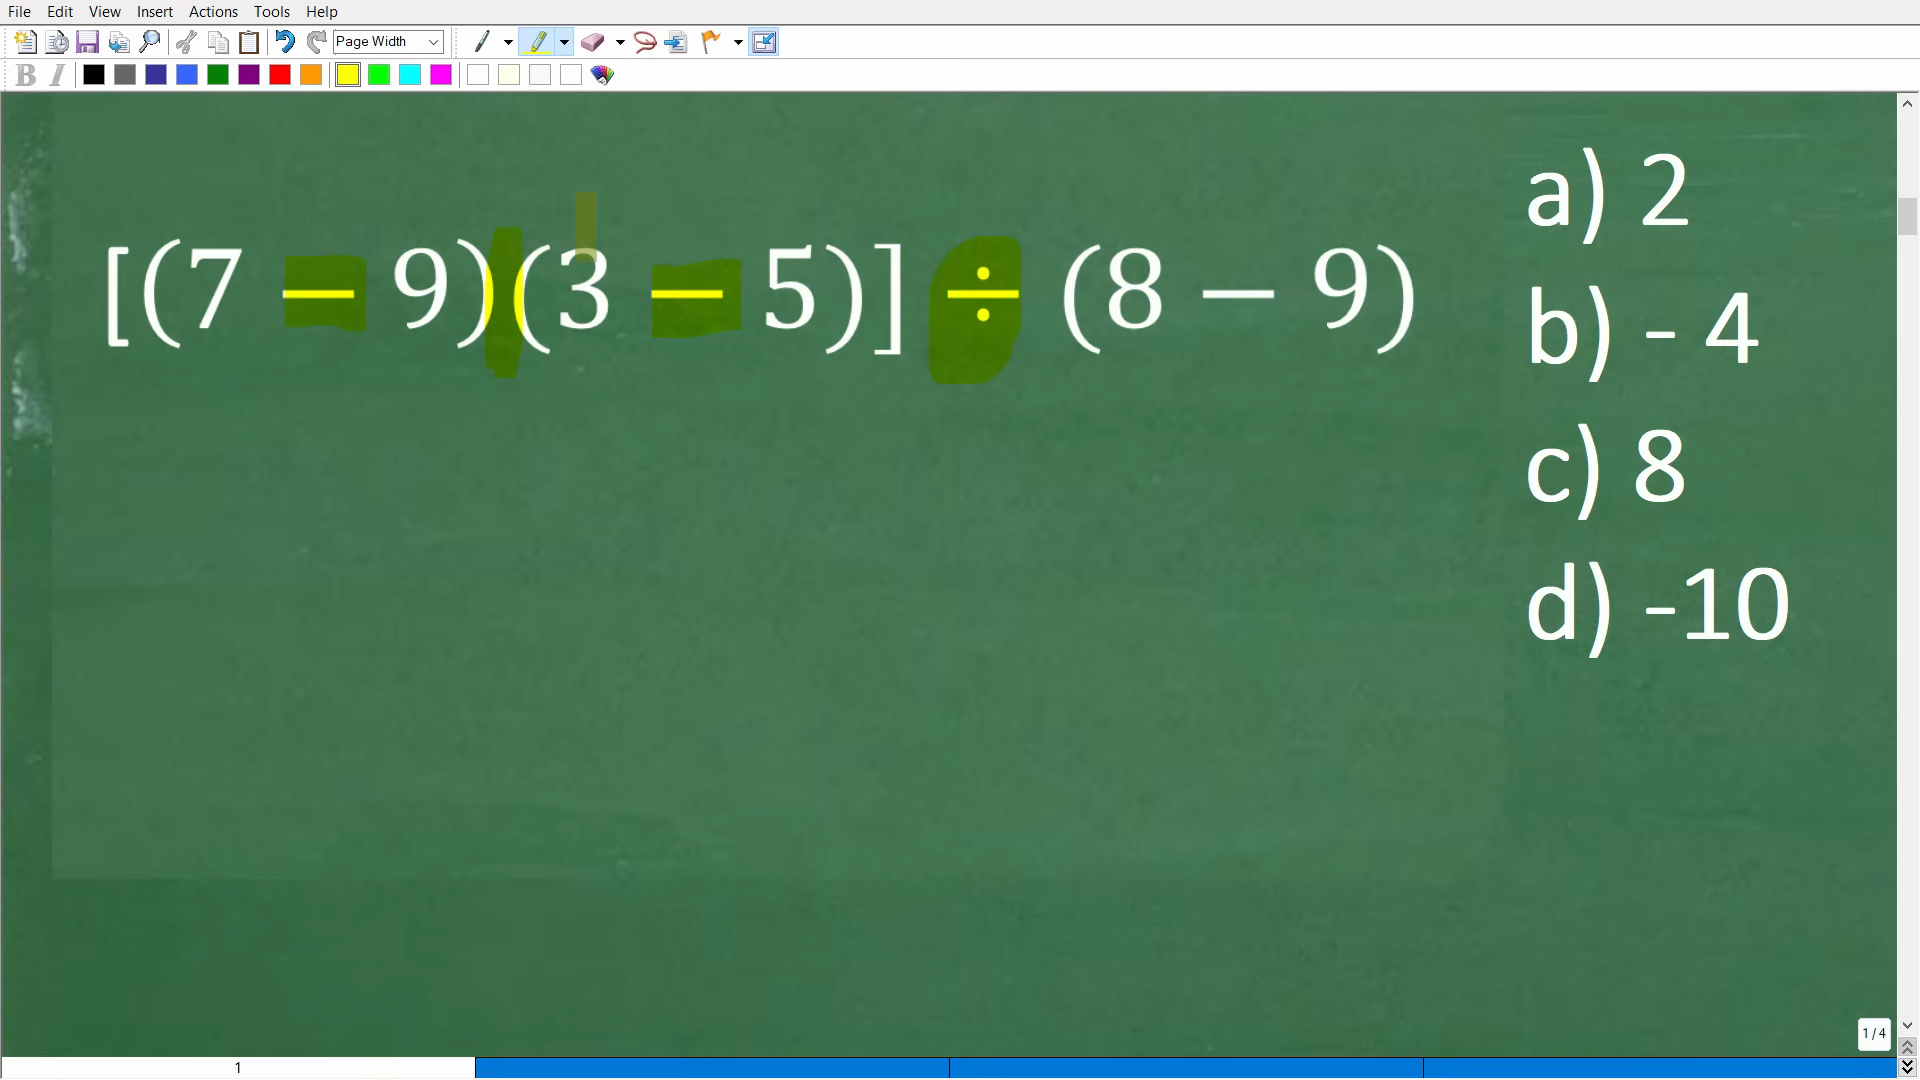 File Edit View Insert Actions Tools Help
Page Width
B I
[(7 − 9)(3 − 5)] ÷ (8 − 9)
a) 2
b) - 4
c) 8
d) -10
1 / 4
1